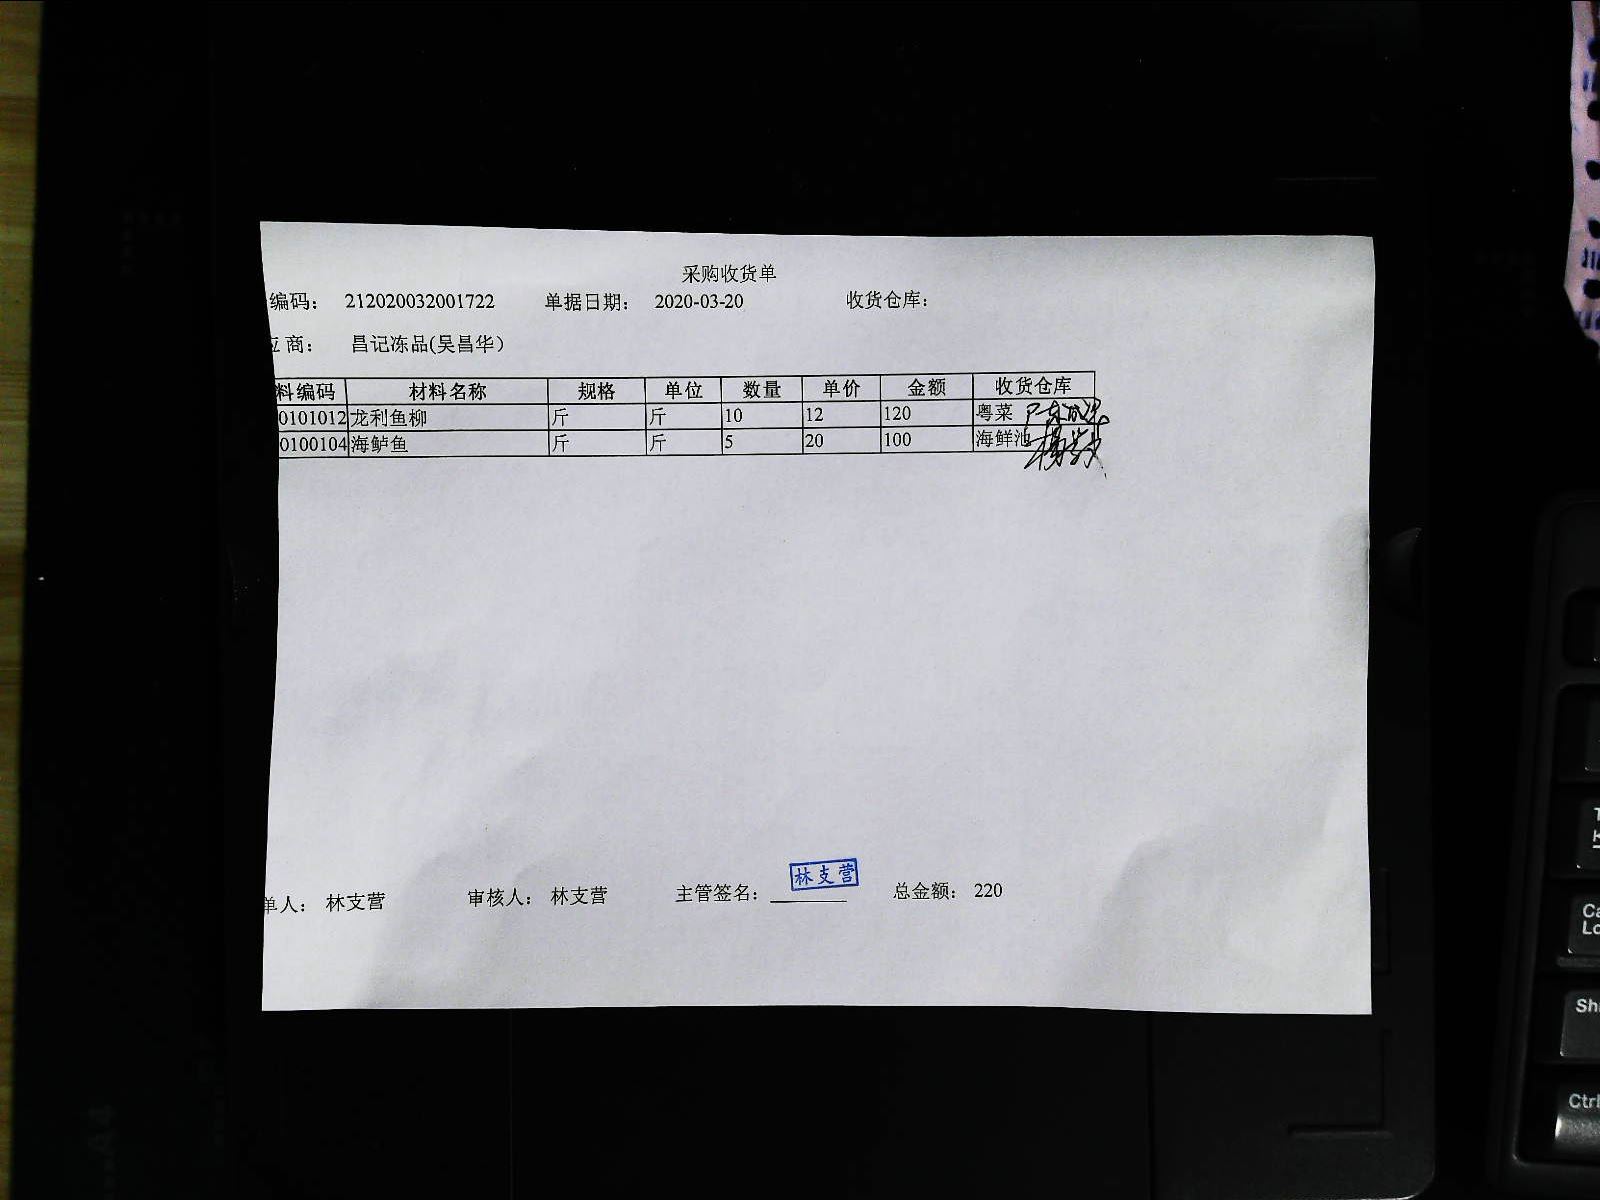 采购收货单
编码： 212020032001722 单据日期： 2020-03-20 收货仓库：
应商： 昌记冻品(吴昌华)
料编码 材料名称 规格 单位 数量 单价 金额 收货仓库
0101012 龙利鱼柳 斤 斤 10 12 120 粤菜
0100104 海鲈鱼 斤 斤 5 20 100 海鲜池
林支营
单人： 林支营 审核人： 林支营 主管签名： 总金额： 220
A4
Shi
Ctrl